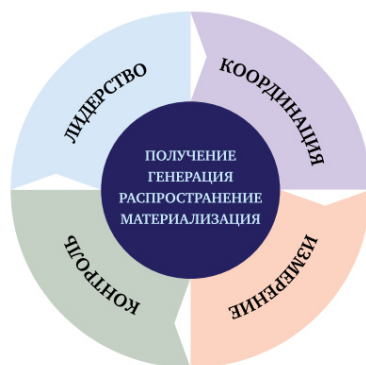 ЛИДЕРСТВО
КООРДИНАЦИЯ
ПОЛУЧЕНИЕ
ГЕНЕРАЦИЯ
РАСПРОСТРАНЕНИЕ
МАТЕРИАЛИЗАЦИЯ
КОНТРОЛЬ
ИЗМЕРЕНИЕ